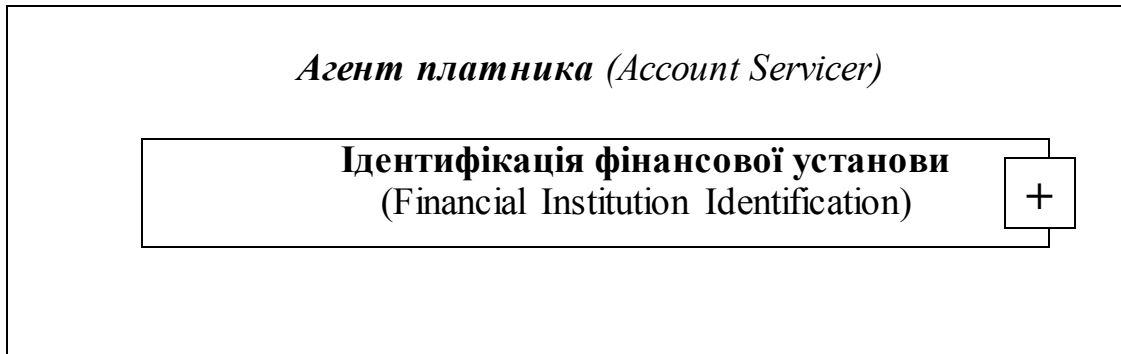 Агент платника (Account Servicer)
Ідентифікація фінансової установи
(Financial Institution Identification)
+